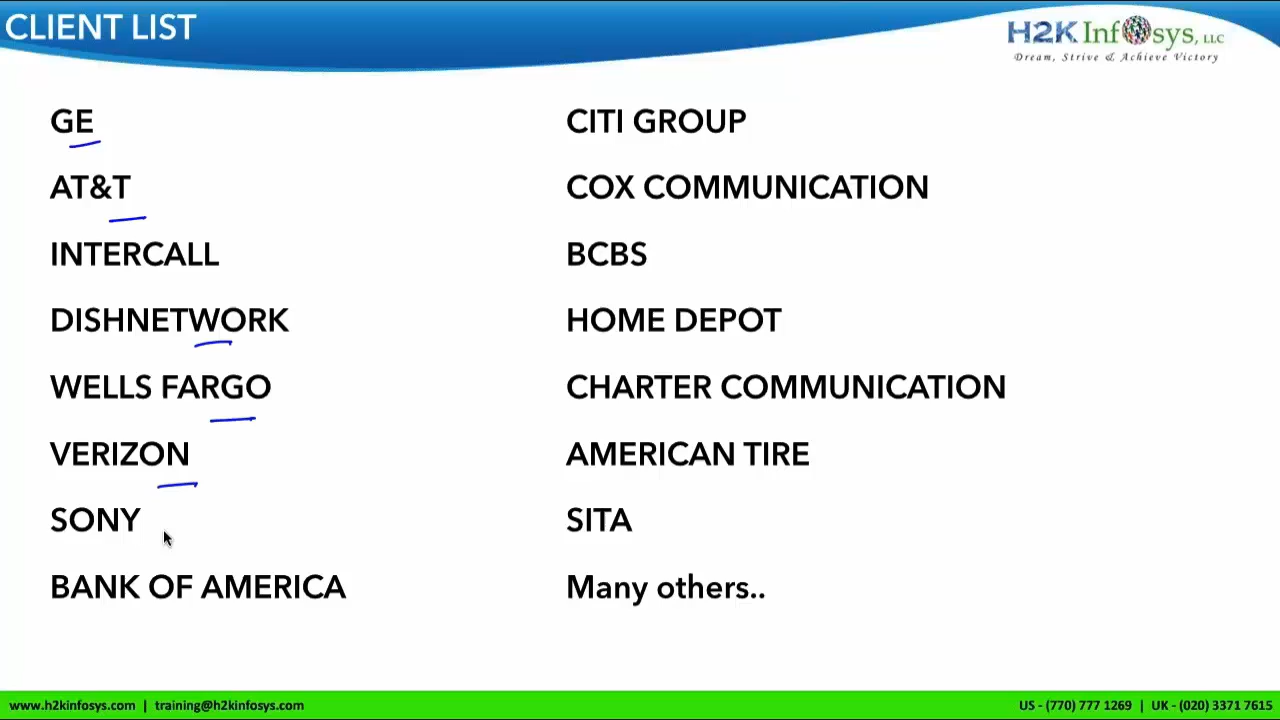 CLIENT LIST
H2K Infosys, LLC
Dream, Strive & Achieve Victory
GE
AT&T
INTERCALL
DISHNETWORK
WELLS FARGO
VERIZON
SONY
BANK OF AMERICA
CITI GROUP
COX COMMUNICATION
BCBS
HOME DEPOT
CHARTER COMMUNICATION
AMERICAN TIRE
SITA
Many others..
www.h2kinfosys.com | training@h2kinfosys.com
US - (770) 777 1269 | UK - (020) 3371 7615